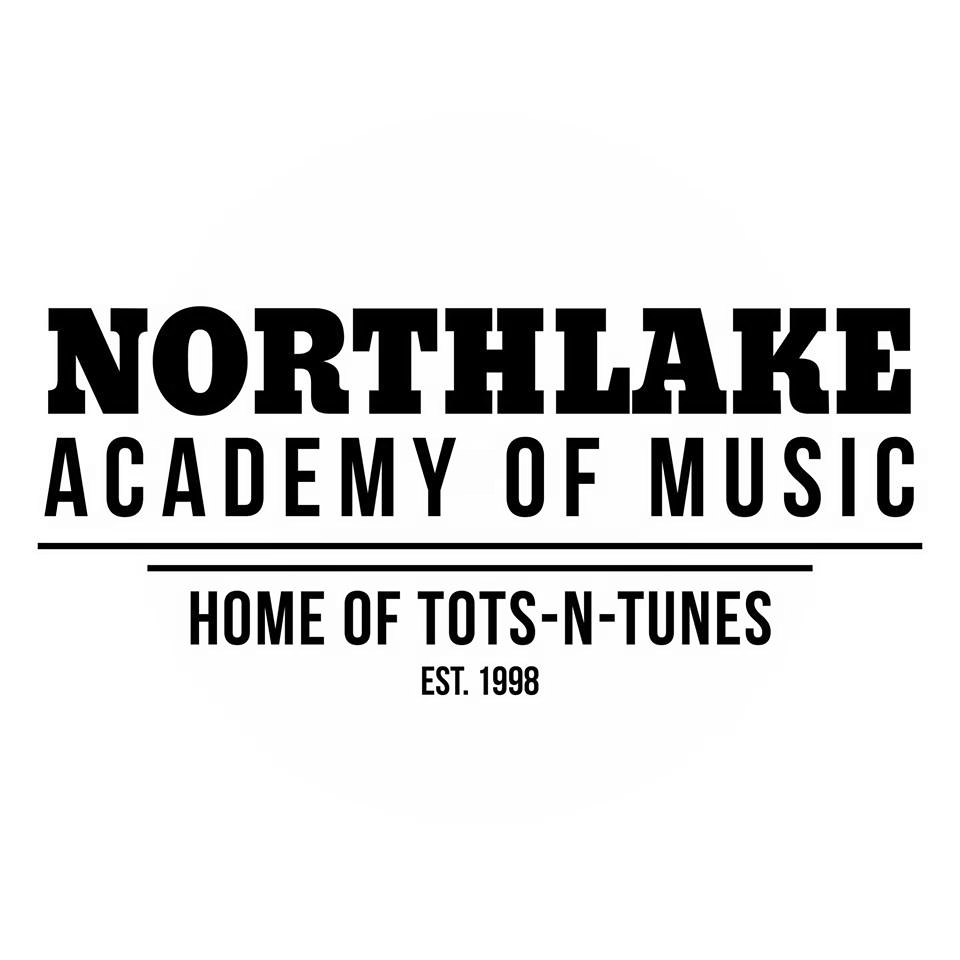 NORTHLAKE
ACADEMY OF MUSIC
HOME OF TOTS-N-TUNES
EST. 1998